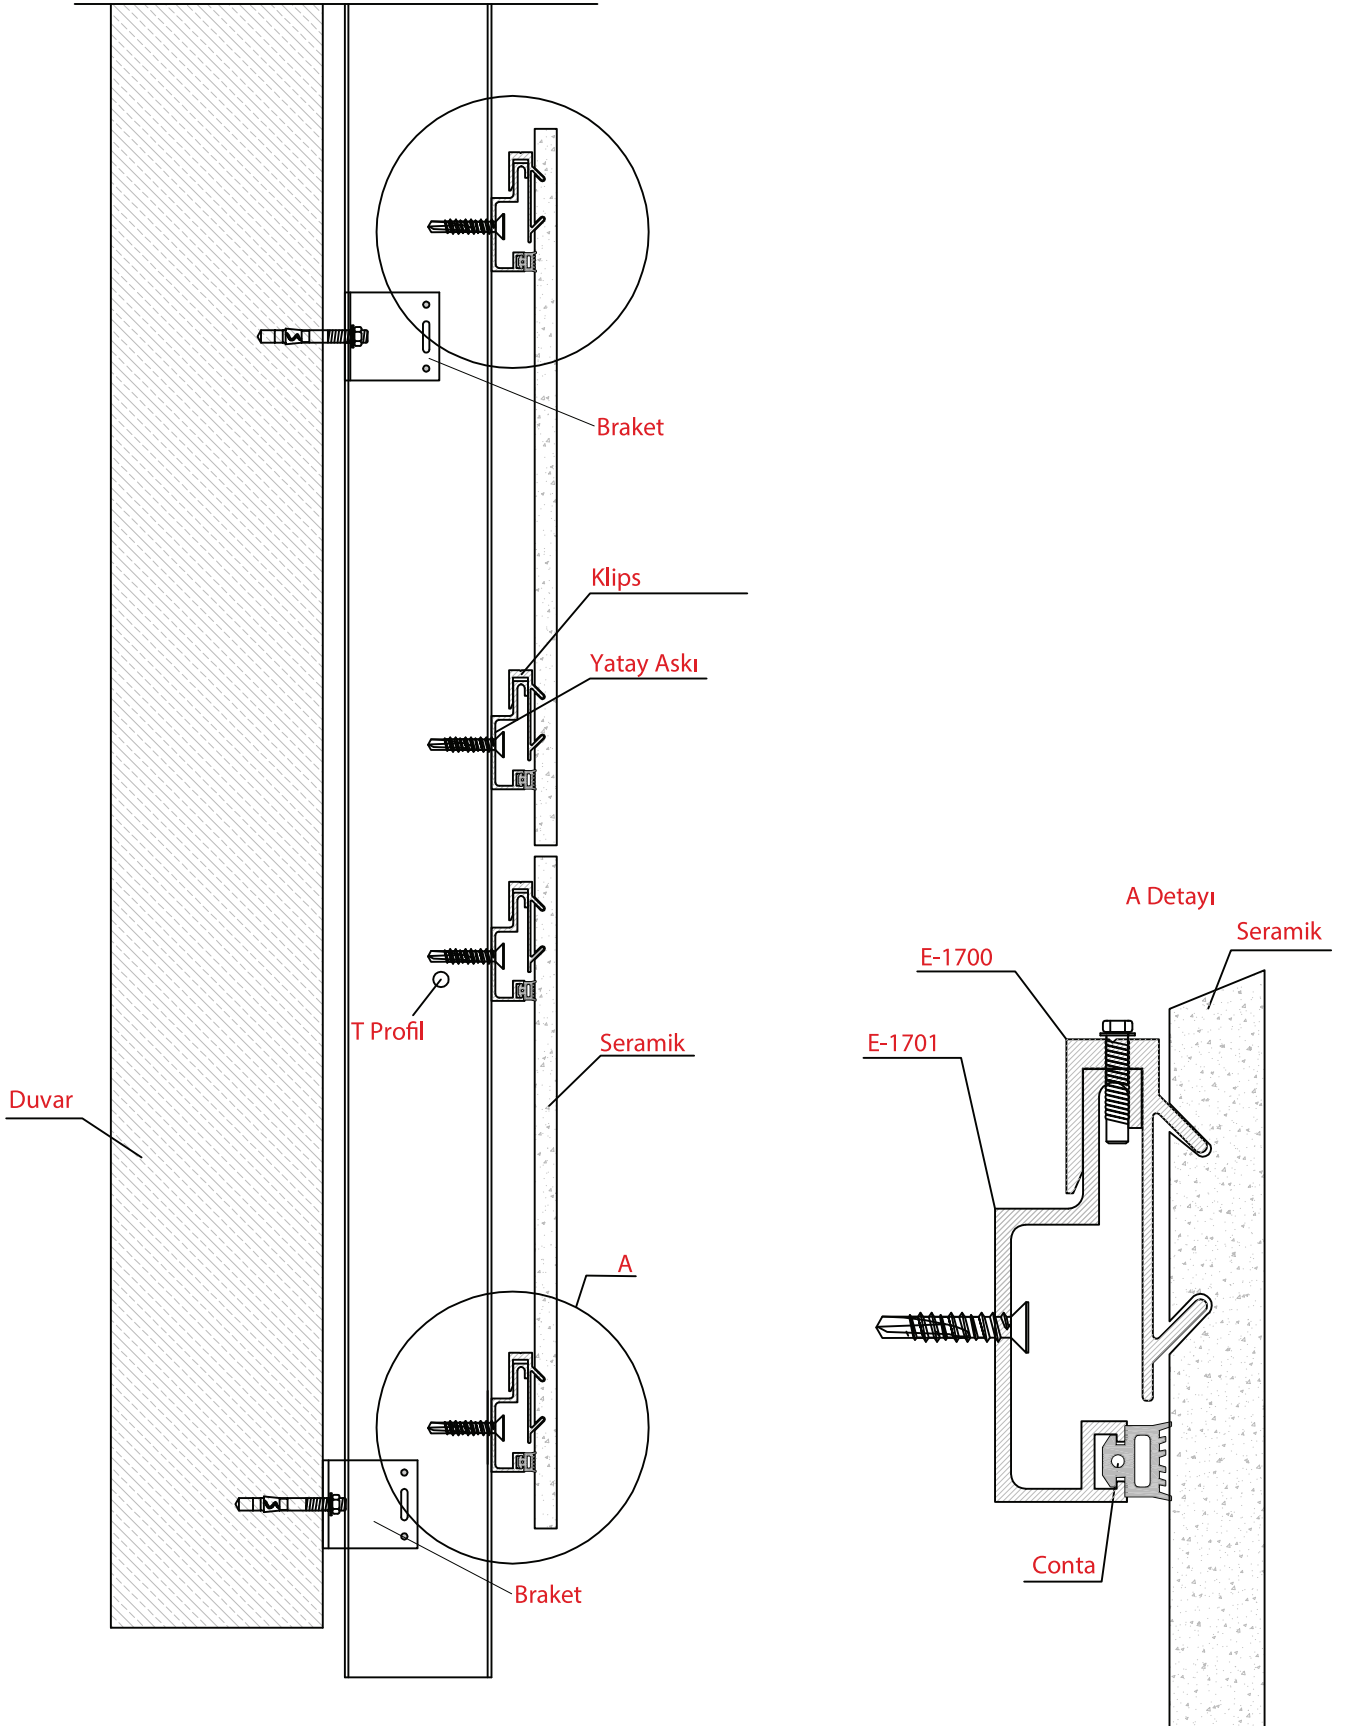 Braket
Klips
Yatay Askı
T Profil
Seramik
Duvar
A
Braket
A Detayı
Seramik
E-1700
E-1701
Conta